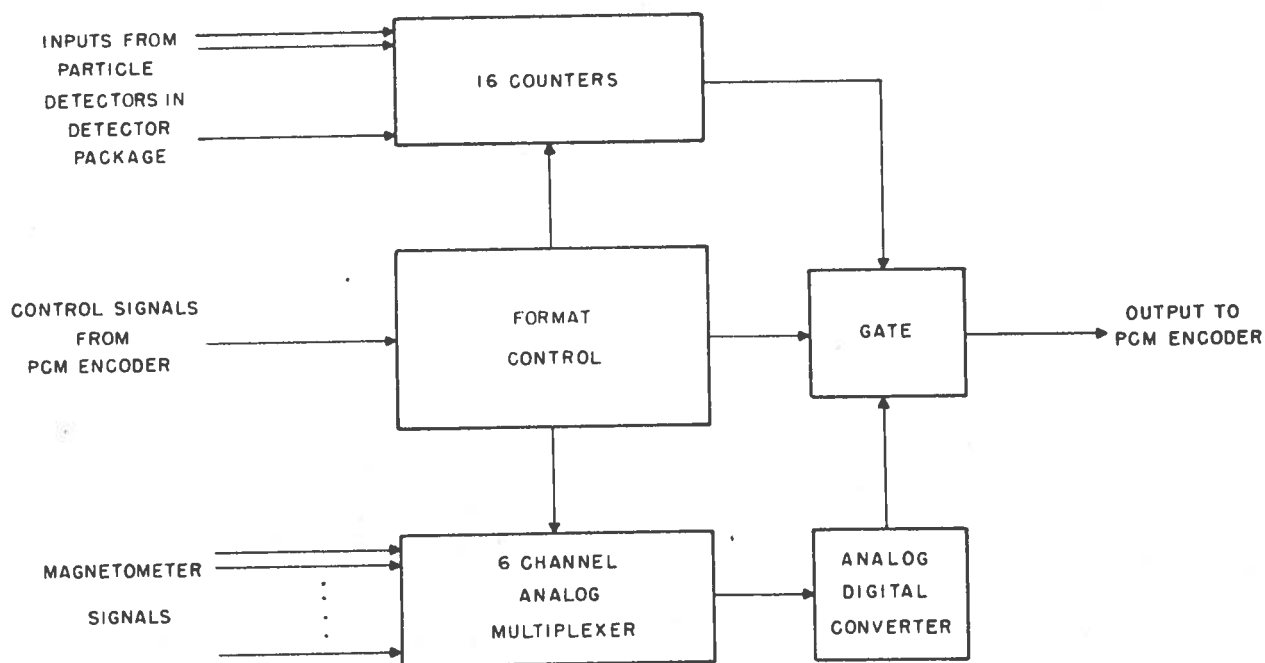 INPUTS FROM
PARTICLE
DETECTORS IN
DETECTOR
PACKAGE
16 COUNTERS
CONTROL SIGNALS
FROM
PCM ENCODER
FORMAT
CONTROL
GATE
OUTPUT TO
PCM ENCODER
MAGNETOMETER
SIGNALS
6 CHANNEL
ANALOG
MULTIPLEXER
ANALOG
DIGITAL
CONVERTER